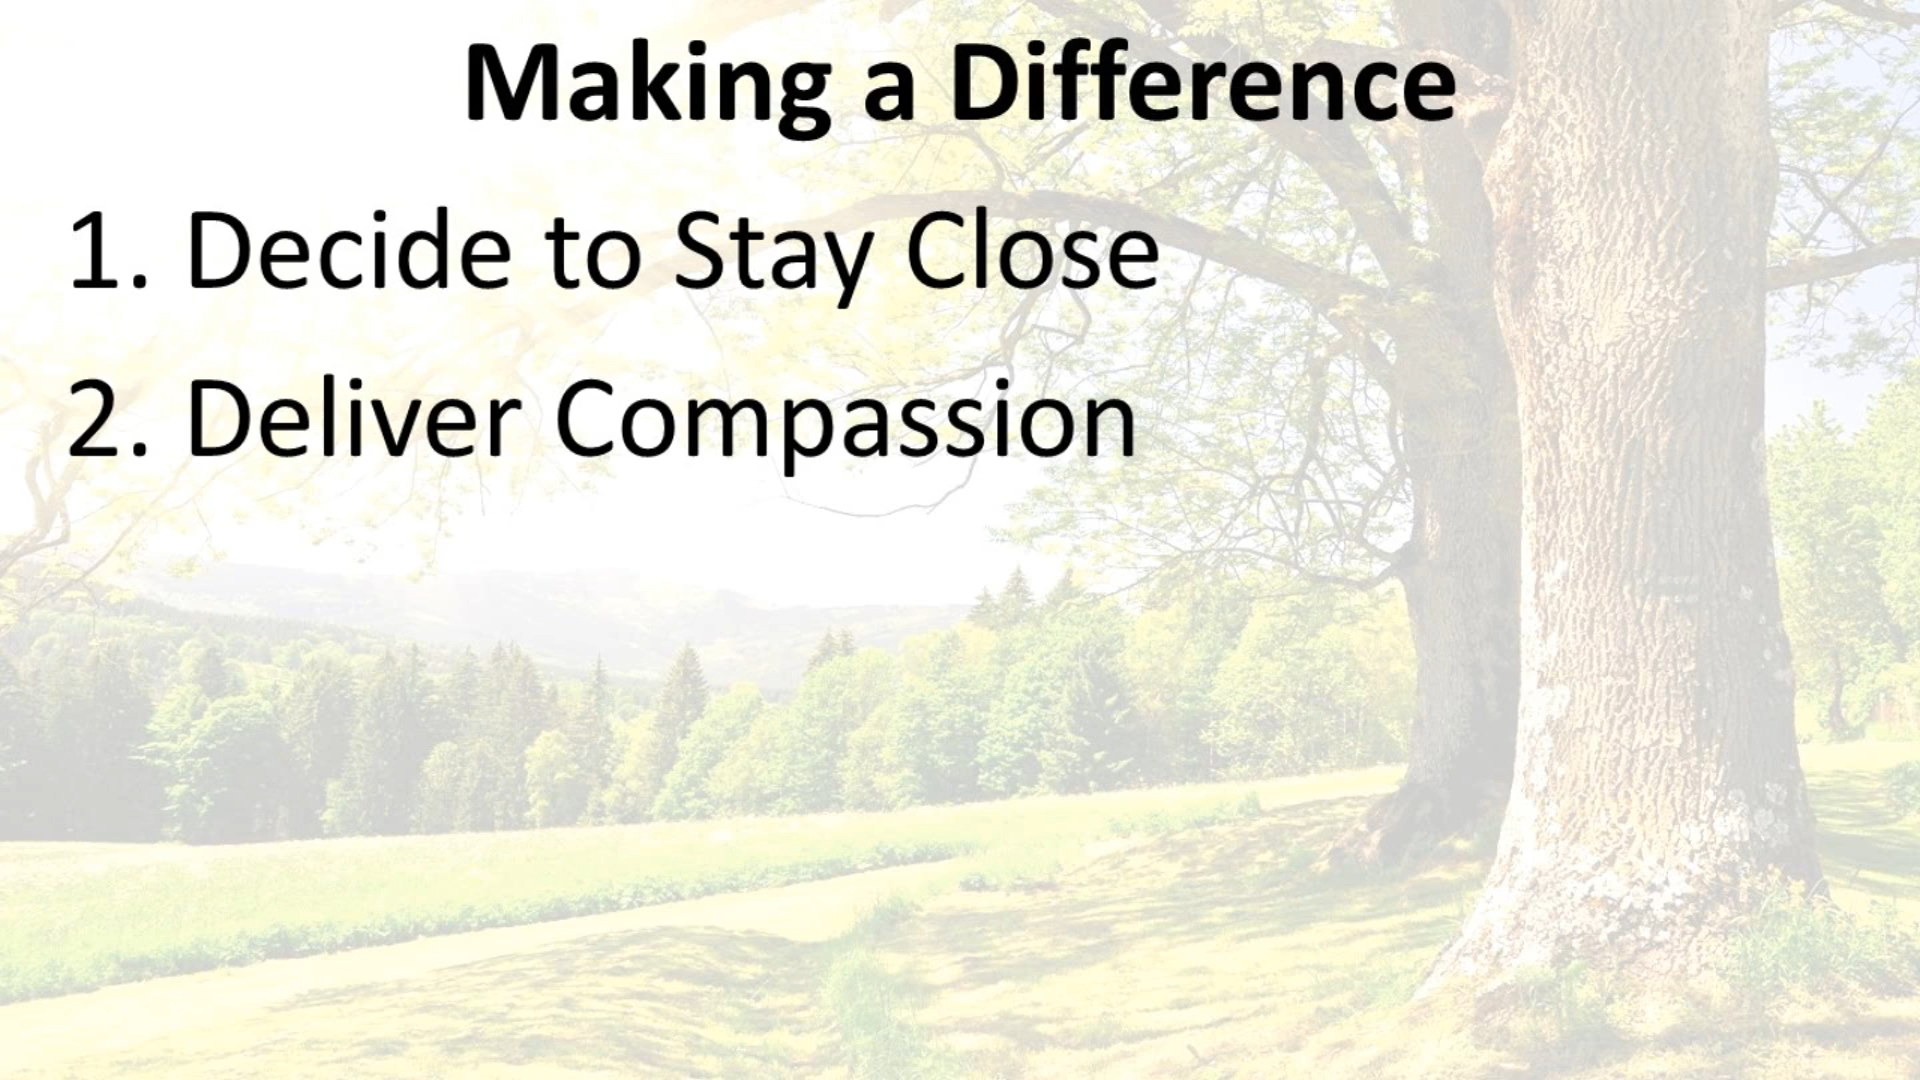 Making a Difference
1. Decide to Stay Close
2. Deliver Compassion